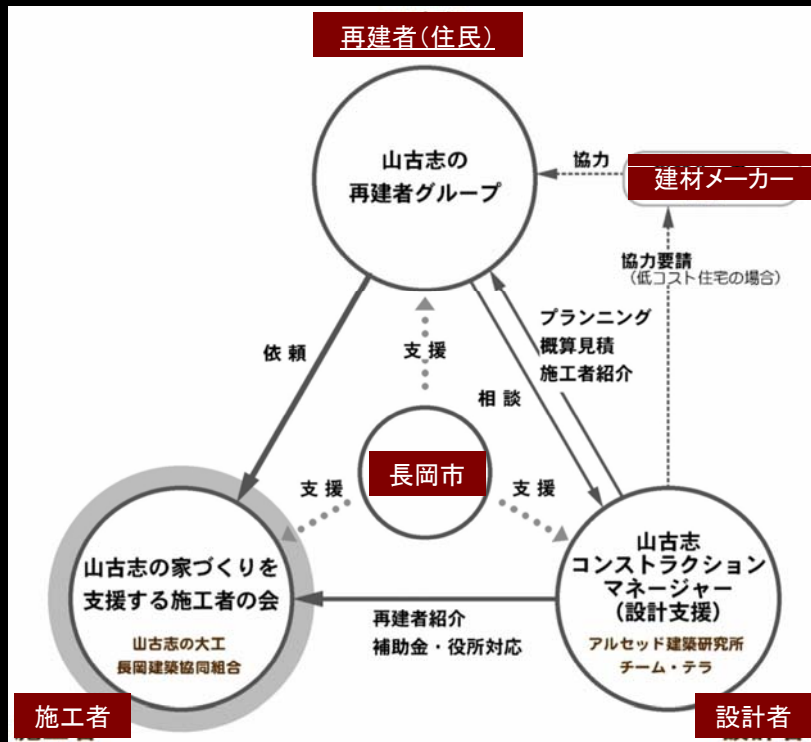 再建者（住民）
山古志の
再建者グループ
協力
建材メーカー
協力要請
（低コスト住宅の場合）
プランニング
概算見積
施工者紹介
依頼
支援
相談
長岡市
支援
支援
山古志の家づくりを
支援する施工者の会
山古志の大工
長岡建築協同組合
再建者紹介
補助金・役所対応
山古志
コンストラクション
マネージャー
（設計支援）
アルセッド建築研究所
チーム・テラ
施工者
設計者